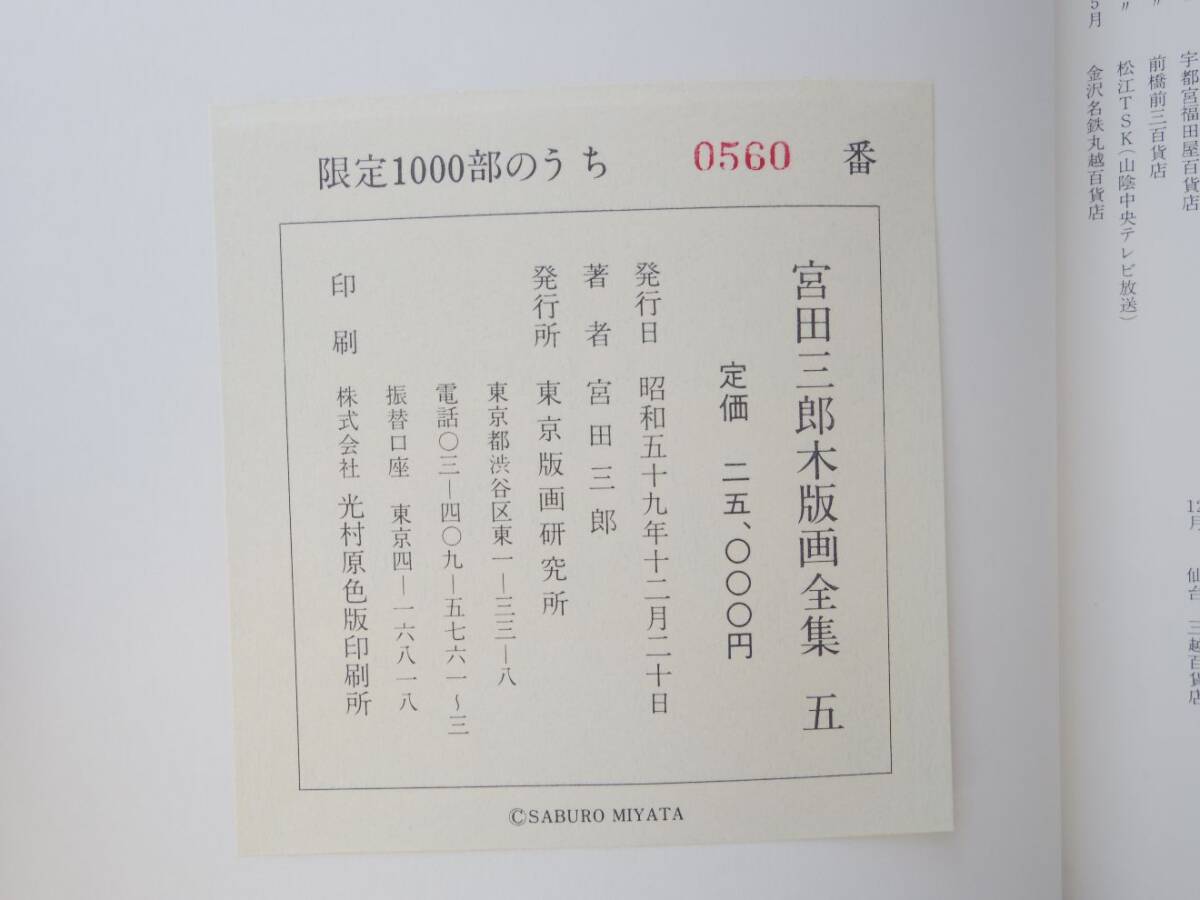 限定1000部のうち 0560 番
宮田三郎木版画全集 五
定価 二五、〇〇〇円
発行日 昭和五十九年十二月二十日
著者 宮田三郎
発行所 東京版画研究所
東京都渋谷区東一―三三―八
電話〇三―四〇九―五七六一~三
振替口座 東京四―一六八一八
印刷 株式会社 光村原色版印刷所
©SABURO MIYATA
宇都宮福田屋百貨店
〃 前橋前三百貨店
〃 松江TSK(山陰中央テレビ放送)
5月 金沢名鉄丸越百貨店
12月 仙台 三越百貨店